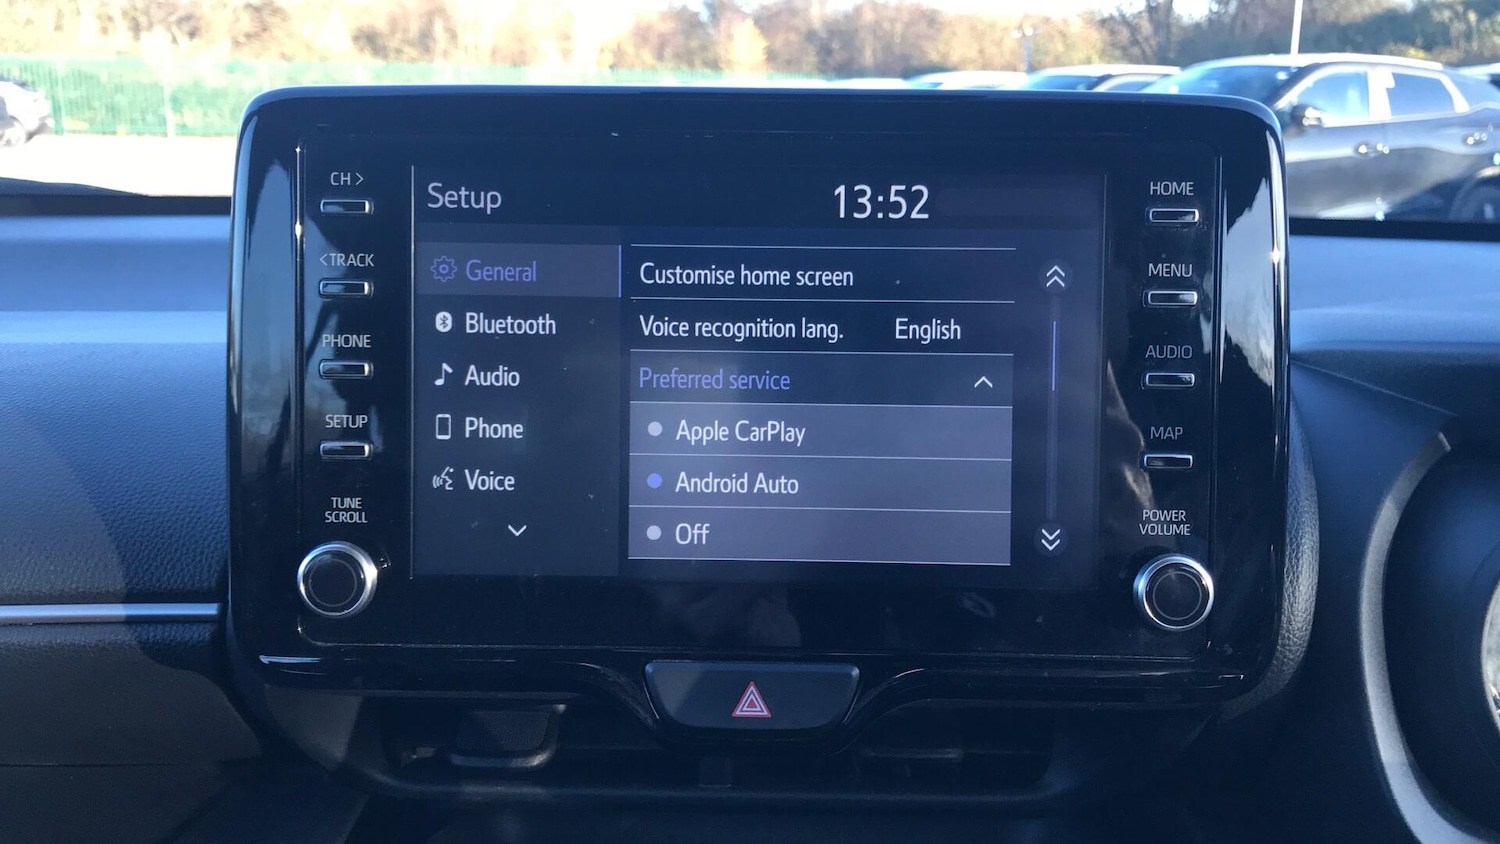 CH >
<TRACK
PHONE
SETUP
TUNE
SCROLL
Setup
13:52
General
Bluetooth
Audio
Phone
Voice
Customise home screen
Voice recognition lang. English
Preferred service
Apple CarPlay
Android Auto
Off
HOME
MENU
AUDIO
MAP
POWER
VOLUME